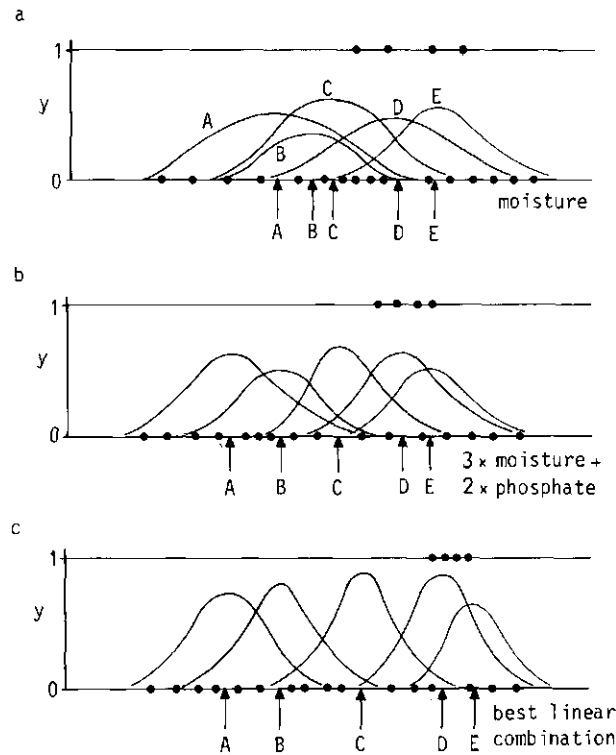 a
1
y
A
B
C
D
E
0
moisture
A B C D E
b
1
y
0
3 × moisture +
2 × phosphate
A B C D E
c
1
y
0
best linear
combination
A B C D E